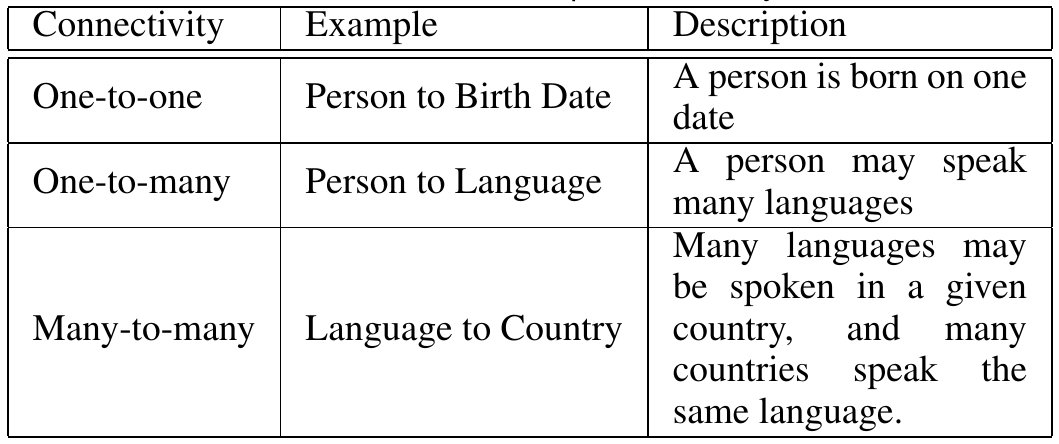 Connectivity Example Description
One-to-one Person to Birth Date A person is born on one
date
One-to-many Person to Language A person may speak
many languages
Many-to-many Language to Country Many languages may
be spoken in a given
country, and many
countries speak the
same language.